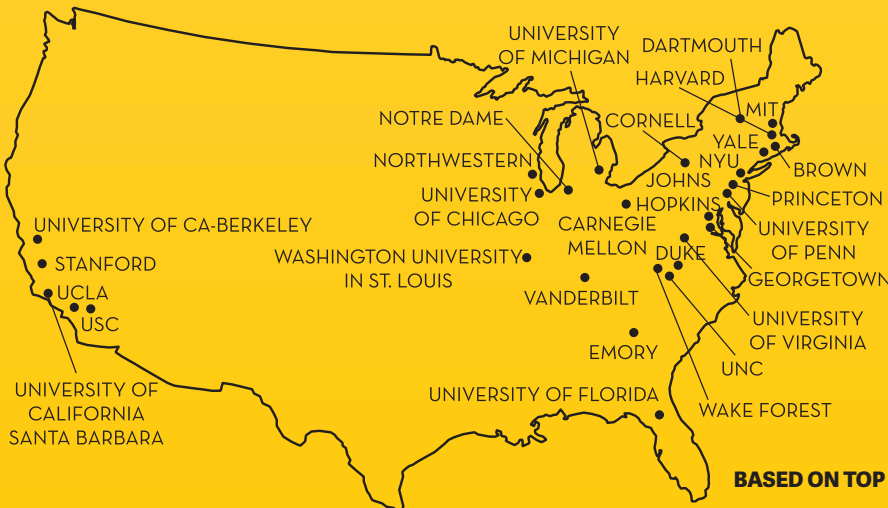 UNIVERSITY
OF MICHIGAN
DARTMOUTH
HARVARD
MIT
NOTRE DAME
CORNELL
YALE
NYU
NORTHWESTERN
BROWN
JOHNS
HOPKINS
PRINCETON
UNIVERSITY
OF CHICAGO
CARNEGIE
MELLON
UNIVERSITY
OF PENN
UNIVERSITY OF CA-BERKELEY
STANFORD
WASHINGTON UNIVERSITY
IN ST. LOUIS
DUKE
GEORGETOWN
UCLA
USC
VANDERBILT
UNIVERSITY
OF VIRGINIA
EMORY
UNC
UNIVERSITY OF
CALIFORNIA
SANTA BARBARA
UNIVERSITY OF FLORIDA
WAKE FOREST
BASED ON TOP